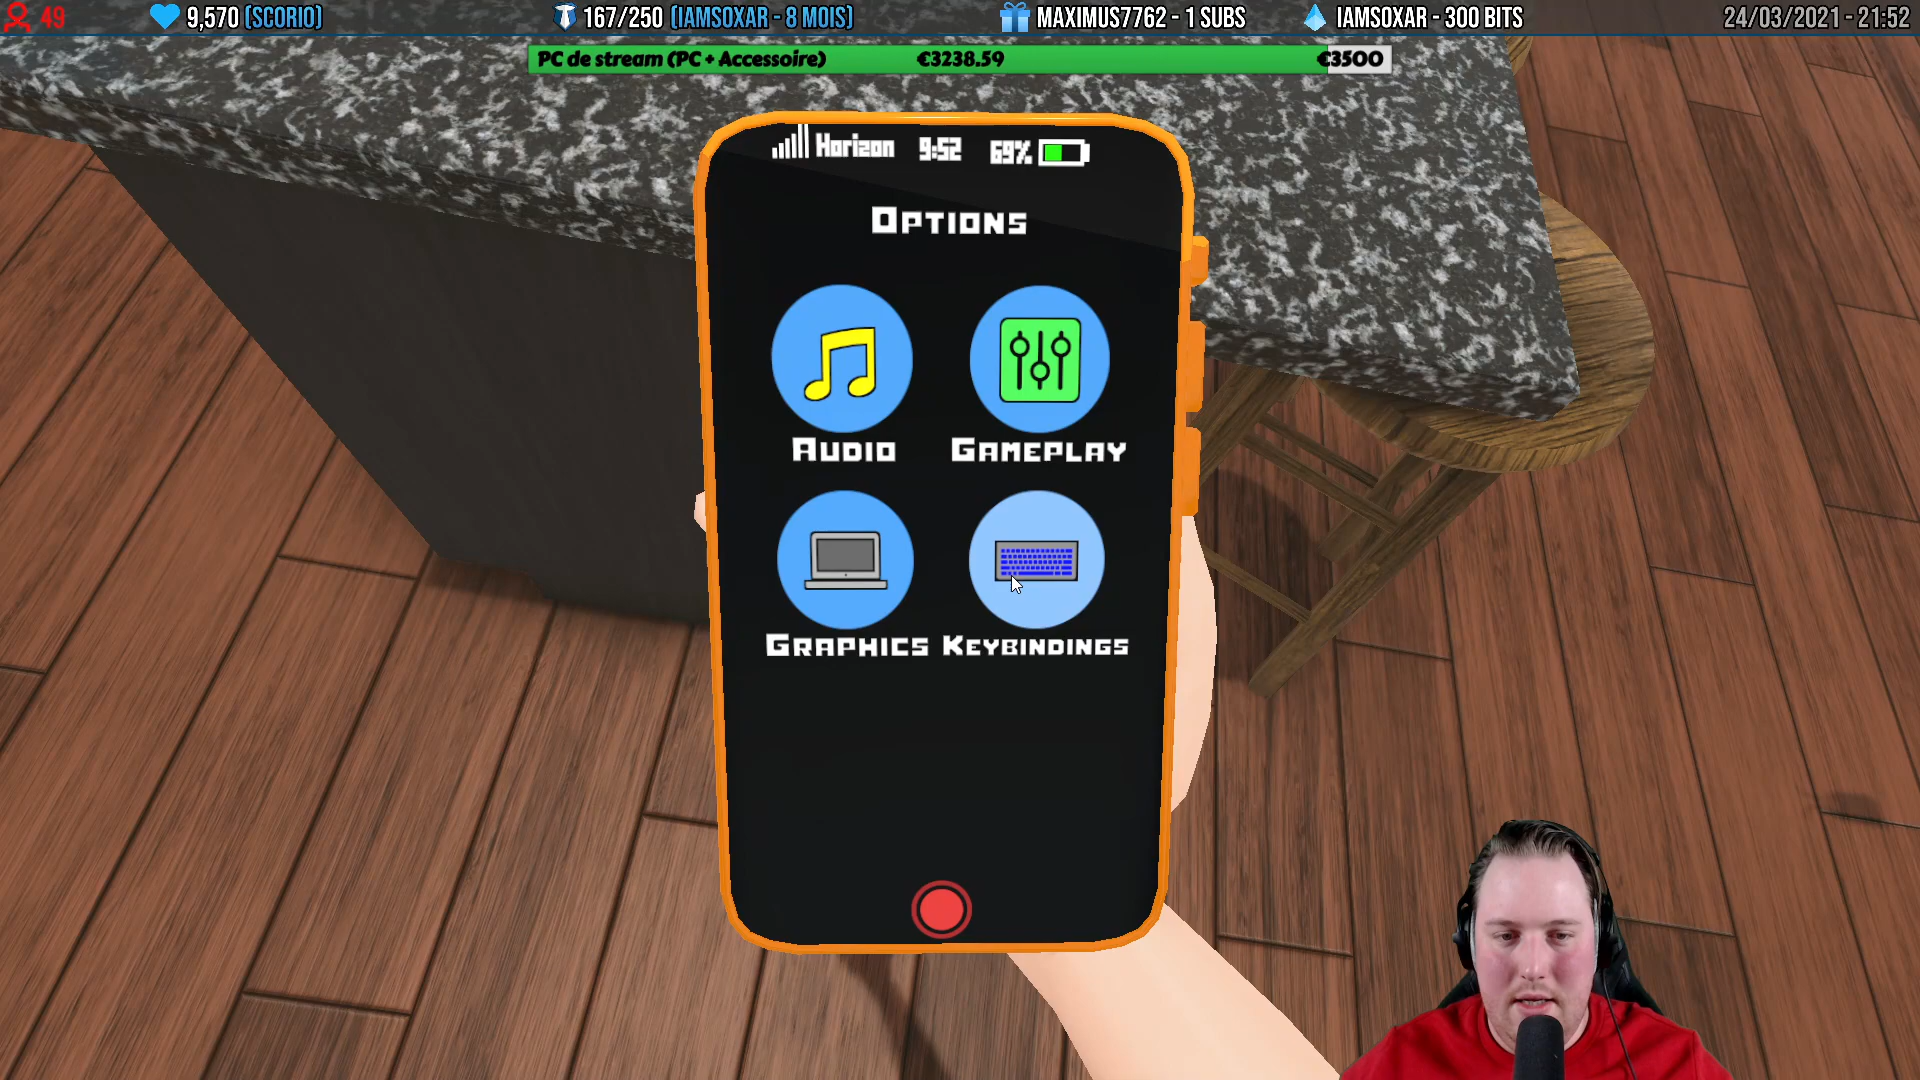 49 9,570 (SCORIO) 167/250 (IAMSOXAR - 8 MOIS) MAXIMUS7762 - 1 SUBS IAMSOXAR - 300 BITS 24/03/2021 - 21:52
PC de stream (PC + Accessoire) €3238.59 €3500
Horizon 9:52 69%
OPTIONS
AUDIO GAMEPLAY
GRAPHICS KEYBINDINGS